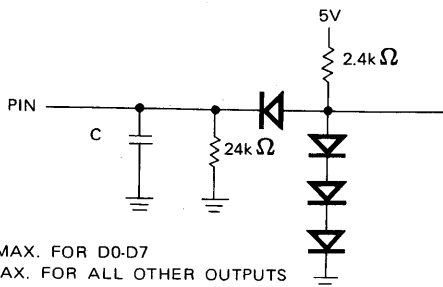 5V
2.4kΩ
PIN
C
24kΩ
MAX. FOR D0-D7
AX. FOR ALL OTHER OUTPUTS